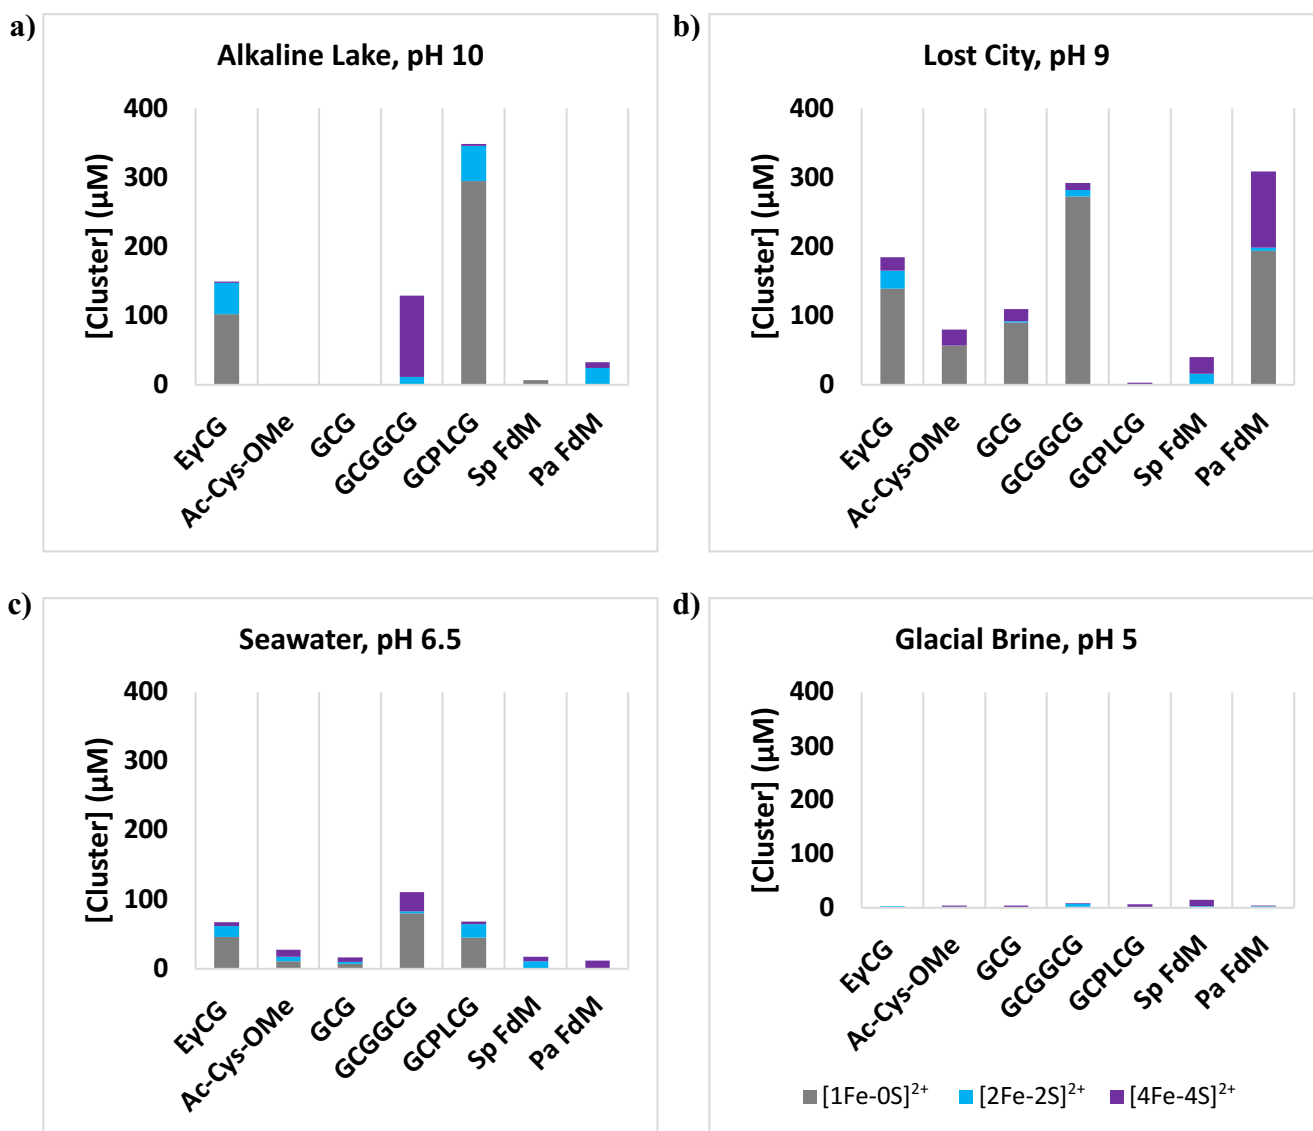 a)
Alkaline Lake, pH 10
[Cluster] (µM)
400
300
200
100
0
EγCG
Ac-Cys-OMe
GCG
GCGGCG
GCPLCG
Sp FdM
Pa FdM
b)
Lost City, pH 9
[Cluster] (µM)
400
300
200
100
0
EγCG
Ac-Cys-OMe
GCG
GCGGCG
GCPLCG
Sp FdM
Pa FdM
c)
Seawater, pH 6.5
[Cluster] (µM)
400
300
200
100
0
EγCG
Ac-Cys-OMe
GCG
GCGGCG
GCPLCG
Sp FdM
Pa FdM
d)
Glacial Brine, pH 5
[Cluster] (µM)
400
300
200
100
0
EγCG
Ac-Cys-OMe
GCG
GCGGCG
GCPLCG
Sp FdM
Pa FdM
[1Fe-0S]²⁺ [2Fe-2S]²⁺ [4Fe-4S]²⁺